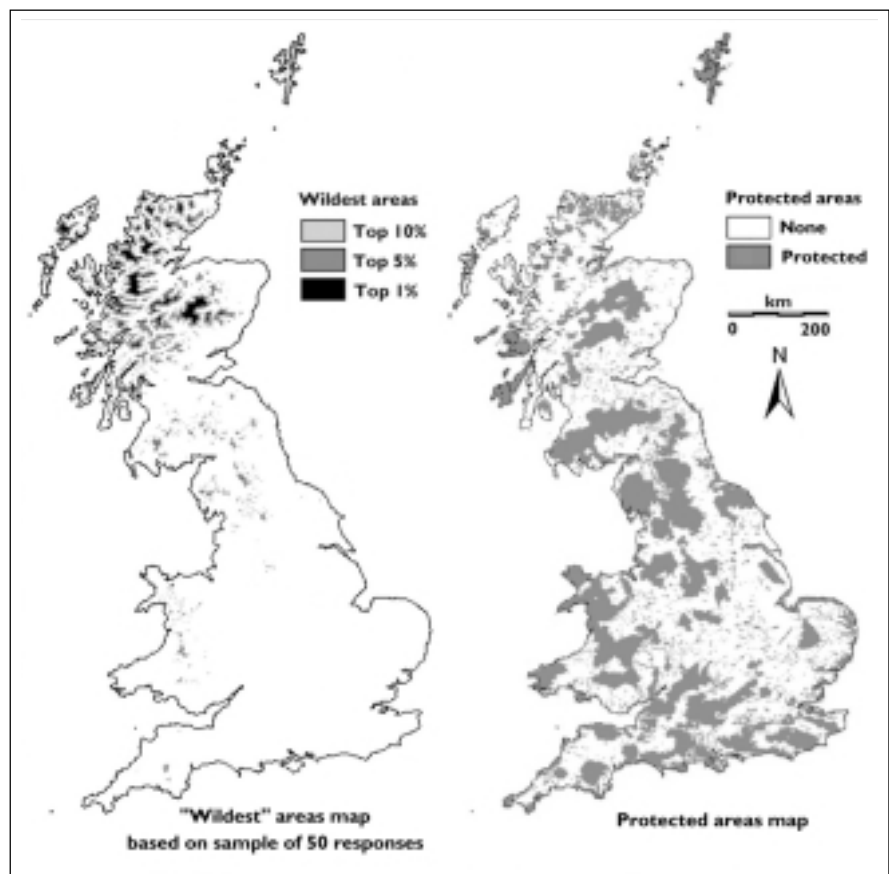 Wildest areas
Top 10%
Top 5%
Top 1%
Protected areas
None
Protected
km
0 200
N
"Wildest" areas map
based on sample of 50 responses
Protected areas map